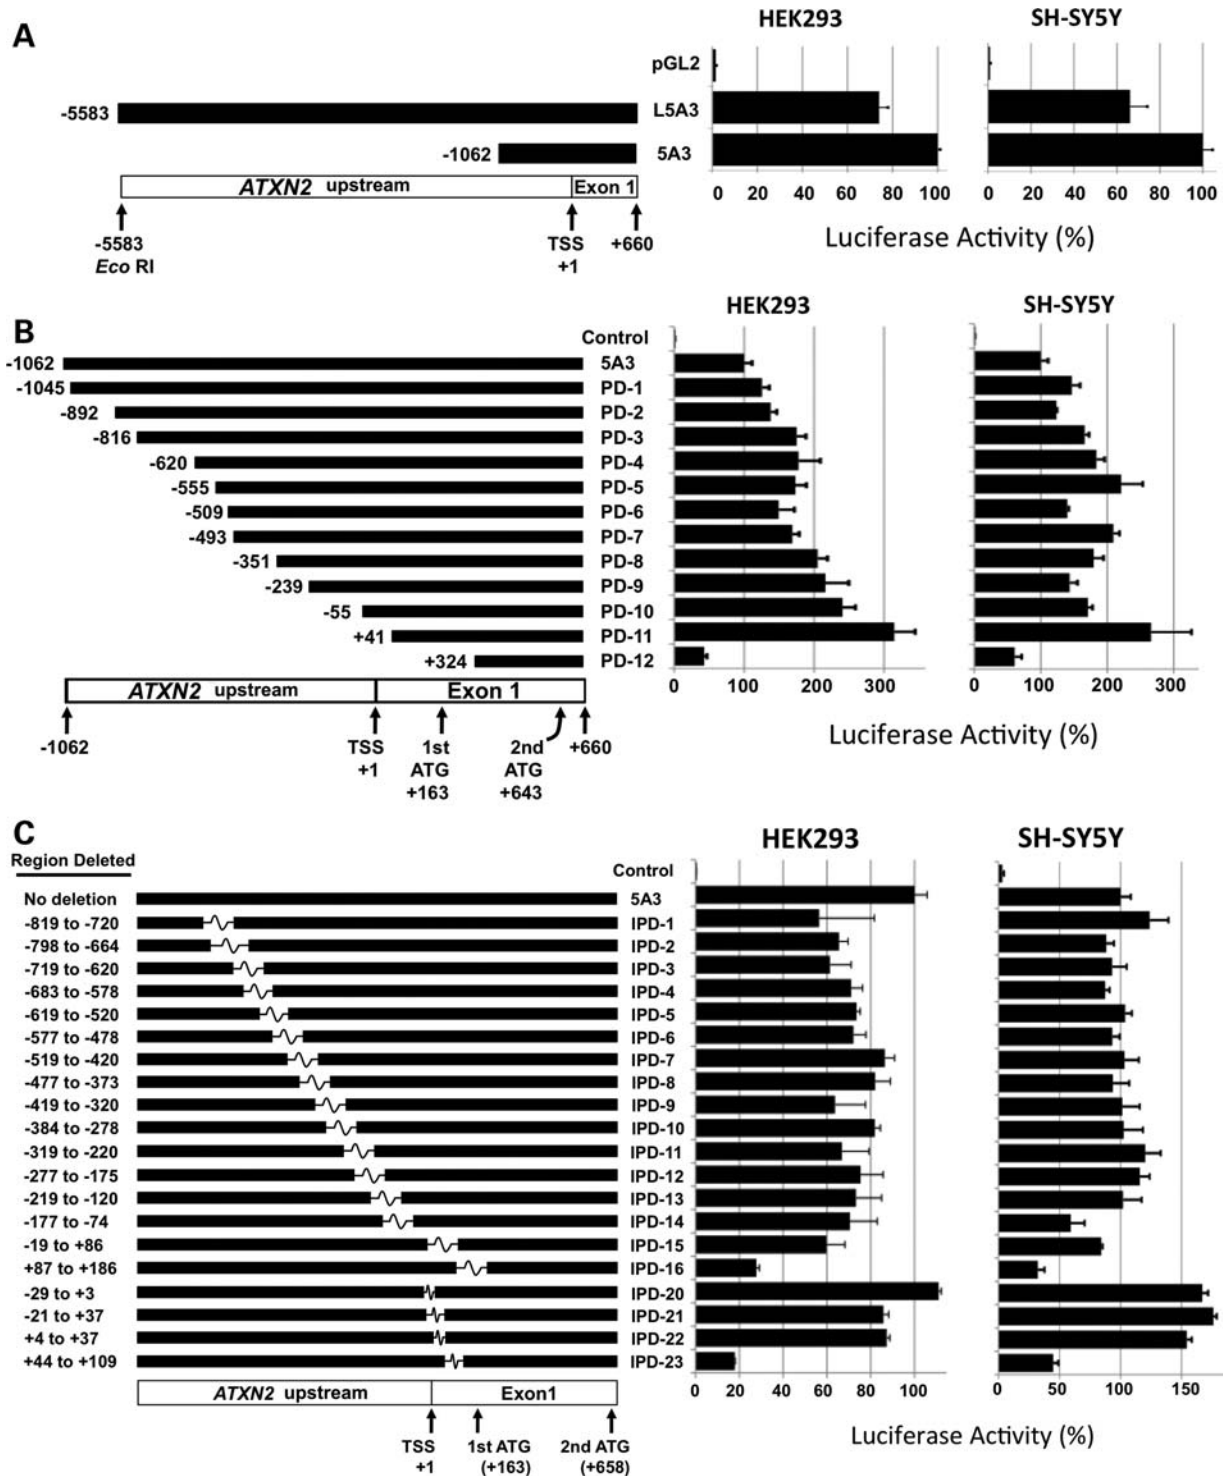 A
HEK293
SH-SY5Y
pGL2
-5583
L5A3
-1062
5A3
ATXN2 upstream
Exon 1
0 20 40 60 80 100
0 20 40 60 80 100
-5583
Eco RI
TSS
+1
+660
Luciferase Activity (%)
B
HEK293
SH-SY5Y
Control
-1062
5A3
-1045
PD-1
-892
PD-2
-816
PD-3
-620
PD-4
-555
PD-5
-509
PD-6
-493
PD-7
-351
PD-8
-239
PD-9
-55
PD-10
+41
PD-11
+324
PD-12
0 100 200 300
0 100 200 300
ATXN2 upstream
Exon 1
-1062
TSS
+1
1st
ATG
+163
2nd
ATG
+643
+660
Luciferase Activity (%)
C
HEK293
SH-SY5Y
Region Deleted
Control
No deletion
5A3
-819 to -720
IPD-1
-798 to -664
IPD-2
-719 to -620
IPD-3
-683 to -578
IPD-4
-619 to -520
IPD-5
-577 to -478
IPD-6
-519 to -420
IPD-7
-477 to -373
IPD-8
-419 to -320
IPD-9
-384 to -278
IPD-10
-319 to -220
IPD-11
-277 to -175
IPD-12
-219 to -120
IPD-13
-177 to -74
IPD-14
-19 to +86
IPD-15
+87 to +186
IPD-16
-29 to +3
IPD-20
-21 to +37
IPD-21
+4 to +37
IPD-22
+44 to +109
IPD-23
0 20 40 60 80 100
0 50 100 150
ATXN2 upstream
Exon1
TSS
+1
1st ATG
(+163)
2nd ATG
(+658)
Luciferase Activity (%)